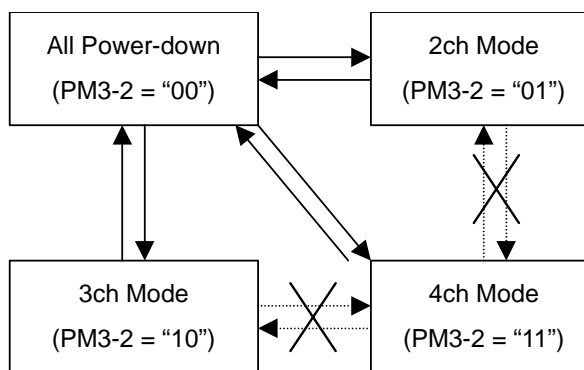 All Power-down
(PM3-2 = “00”)
2ch Mode
(PM3-2 = “01”)
3ch Mode
(PM3-2 = “10”)
4ch Mode
(PM3-2 = “11”)